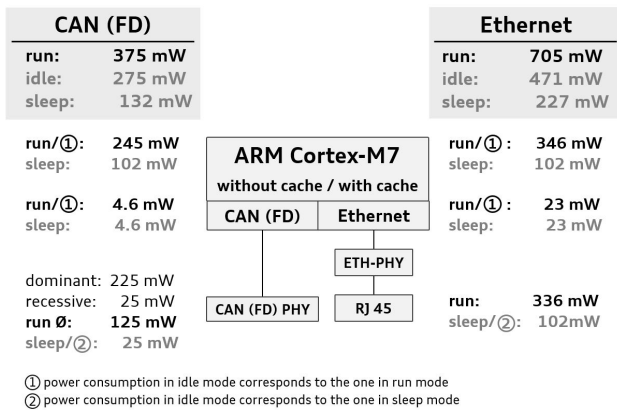 CAN (FD)
run: 375 mW
idle: 275 mW
sleep: 132 mW
run/①: 245 mW
sleep: 102 mW
run/①: 4.6 mW
sleep: 4.6 mW
dominant: 225 mW
recessive: 25 mW
run Ø: 125 mW
sleep/②: 25 mW
ARM Cortex-M7
without cache / with cache
CAN (FD) Ethernet
ETH-PHY
CAN (FD) PHY RJ 45
Ethernet
run: 705 mW
idle: 471 mW
sleep: 227 mW
run/① : 346 mW
sleep: 102 mW
run/① : 23 mW
sleep: 23 mW
run: 336 mW
sleep/②: 102mW
① power consumption in idle mode corresponds to the one in run mode
② power consumption in idle mode corresponds to the one in sleep mode